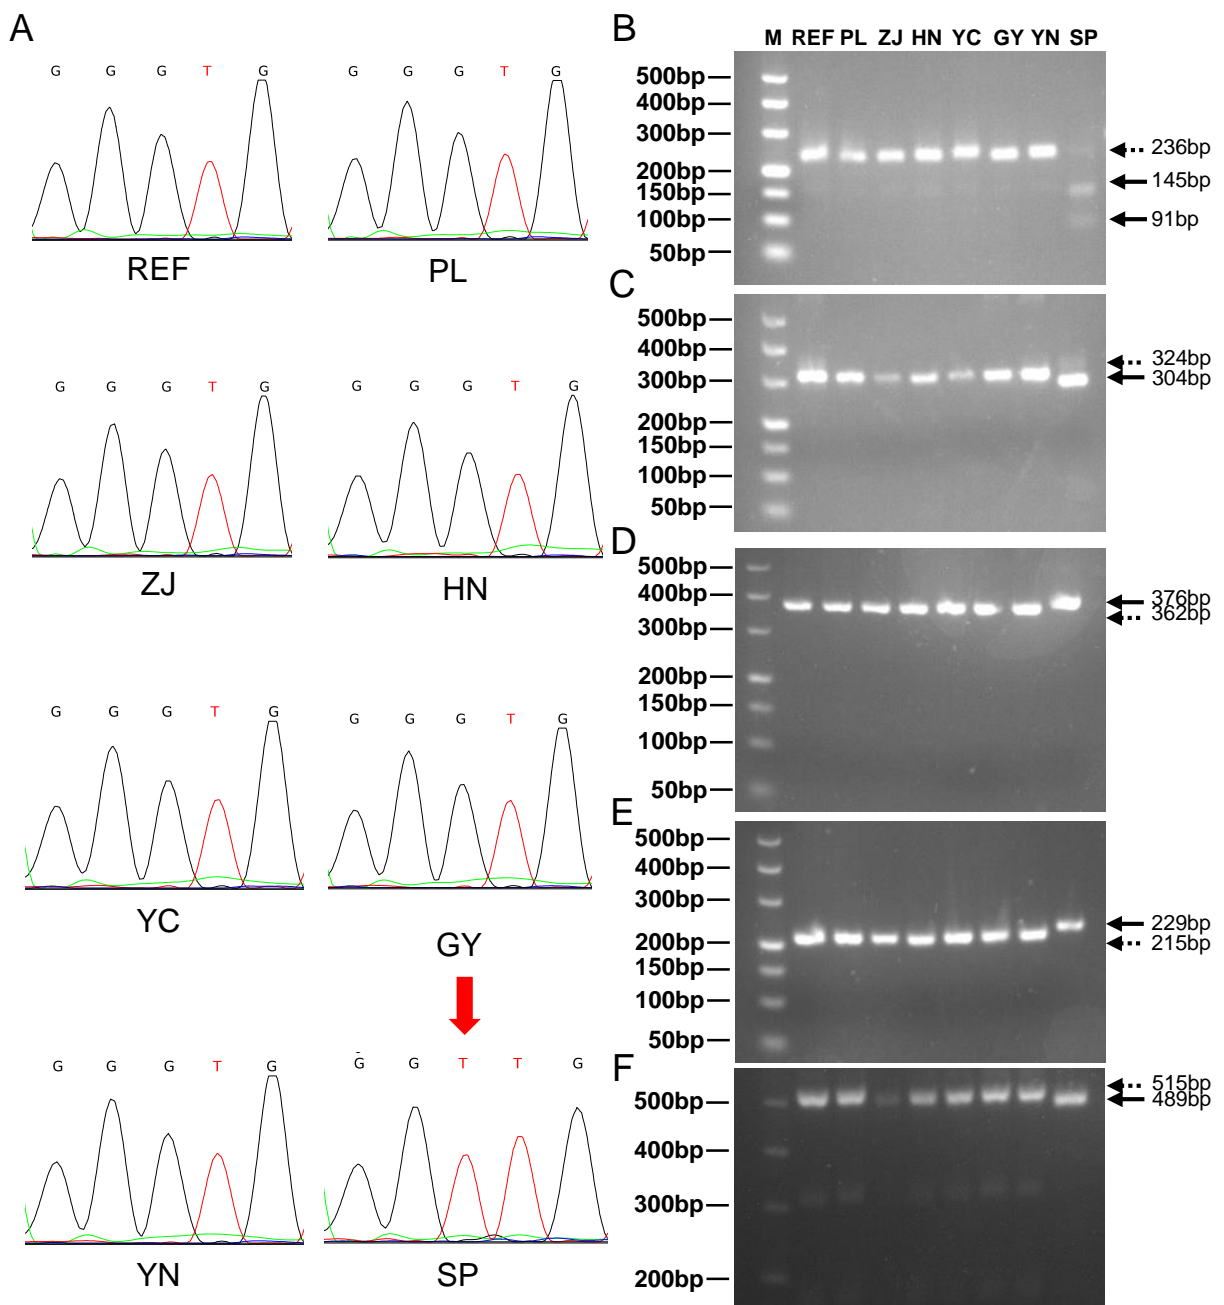 A
G G G T G
G G G T G
REF
PL
G G G T G
G G G T G
ZJ
HN
G G G T G
G G G T G
YC
GY
G G G T G
G G T T G
YN
SP
B
M REF PL ZJ HN YC GY YN SP
500bp
400bp
300bp
200bp
150bp
100bp
50bp
236bp
145bp
91bp
C
500bp
400bp
300bp
200bp
150bp
100bp
50bp
324bp
304bp
D
500bp
400bp
300bp
200bp
150bp
100bp
50bp
376bp
362bp
E
500bp
400bp
300bp
200bp
150bp
100bp
50bp
229bp
215bp
F
500bp
400bp
300bp
200bp
515bp
489bp